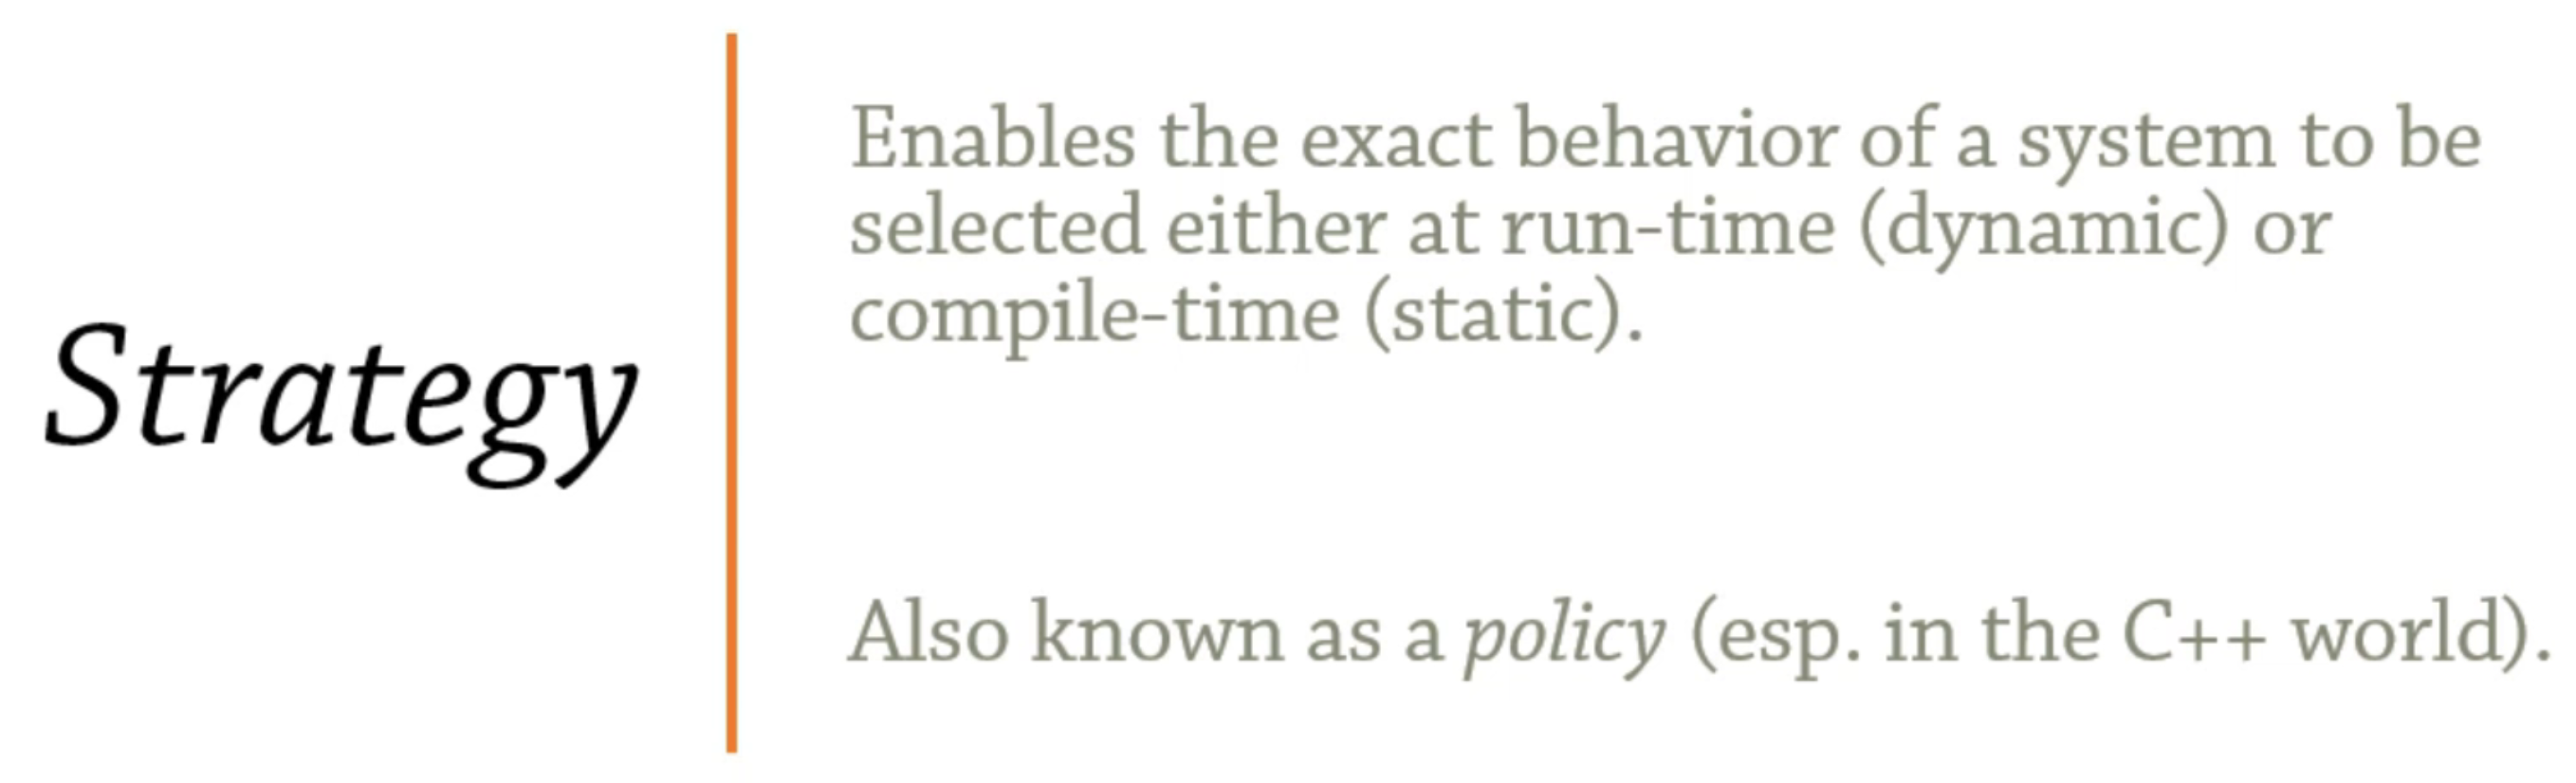 Strategy
Enables the exact behavior of a system to be
selected either at run-time (dynamic) or
compile-time (static).
Also known as a policy (esp. in the C++ world).